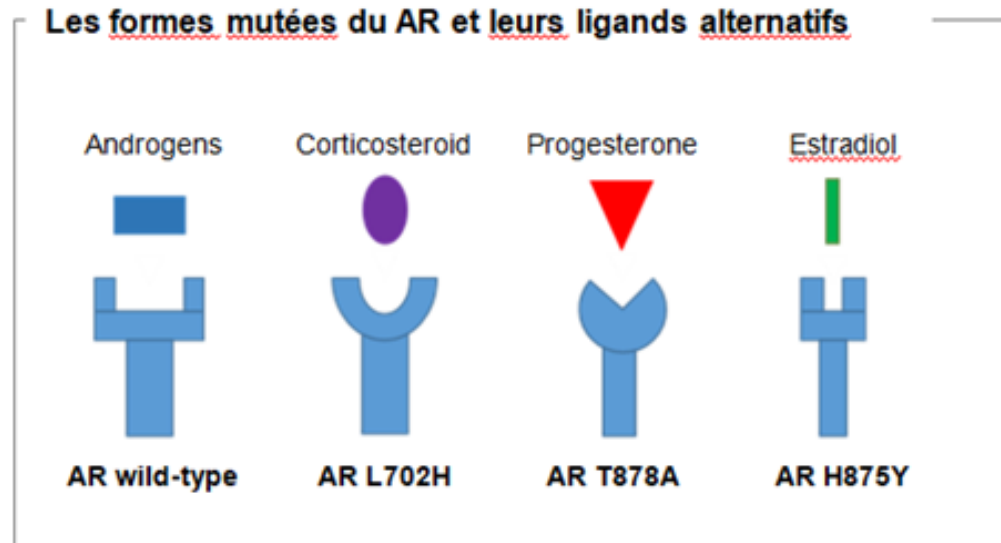 Les formes mutées du AR et leurs ligands alternatifs
Androgens Corticosteroid Progesterone Estradiol
AR wild-type AR L702H AR T878A AR H875Y